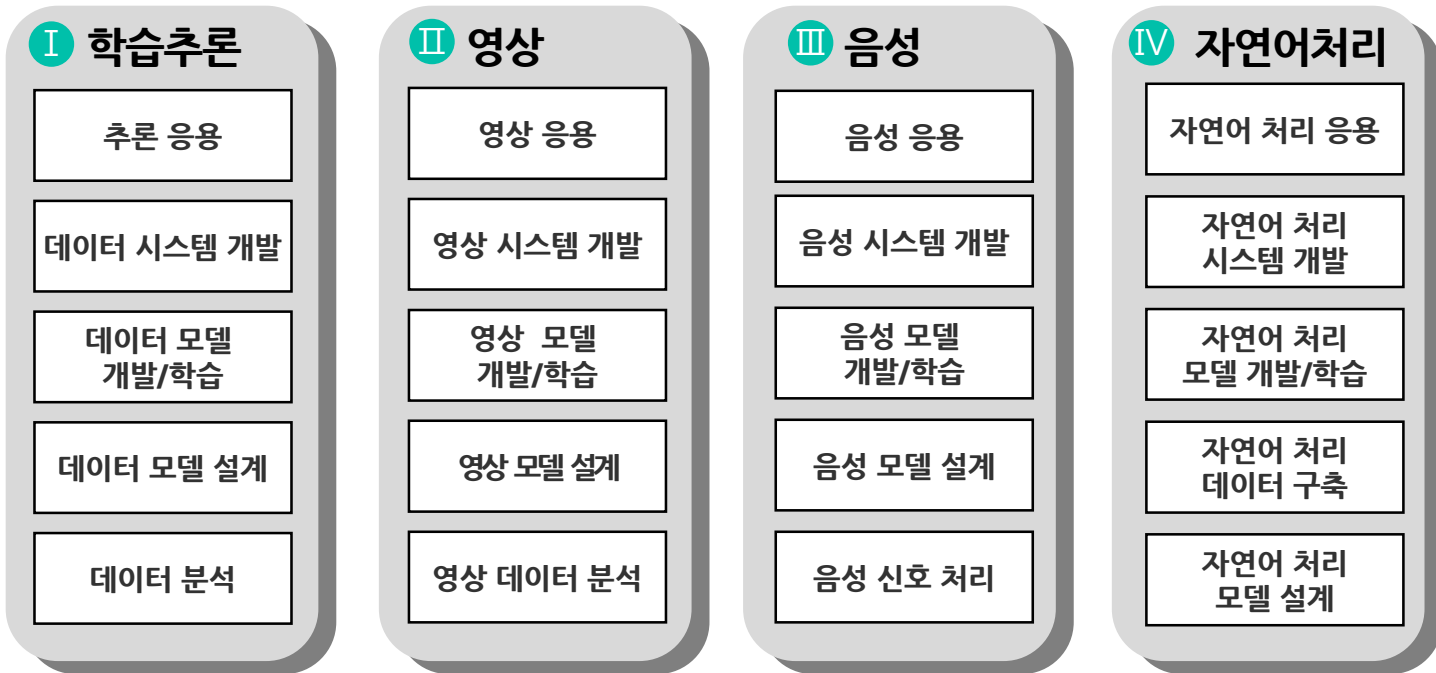 Ⅰ 학습추론
추론 응용
데이터 시스템 개발
데이터 모델
개발/학습
데이터 모델 설계
데이터 분석
Ⅱ 영상
영상 응용
영상 시스템 개발
영상 모델
개발/학습
영상 모델 설계
영상 데이터 분석
Ⅲ 음성
음성 응용
음성 시스템 개발
음성 모델
개발/학습
음성 모델 설계
음성 신호 처리
Ⅳ 자연어처리
자연어 처리 응용
자연어 처리
시스템 개발
자연어 처리
모델 개발/학습
자연어 처리
데이터 구축
자연어 처리
모델 설계